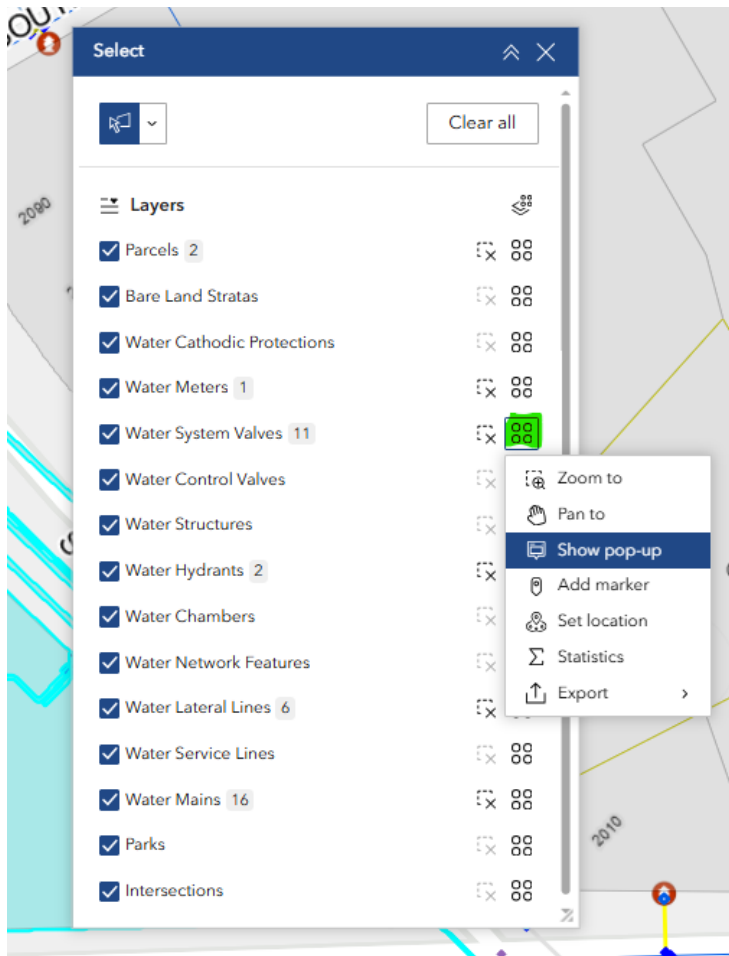 Select
Clear all
Layers
2090
Parcels 2
Bare Land Stratas
Water Cathodic Protections
Water Meters 1
Water System Valves 11
Zoom to
Water Control Valves
Pan to
Water Structures
Show pop-up
Water Hydrants 2
Add marker
Water Chambers
Set location
Water Network Features
Statistics
Water Lateral Lines 6
Export
Water Service Lines
Water Mains 16
Parks
2010
Intersections